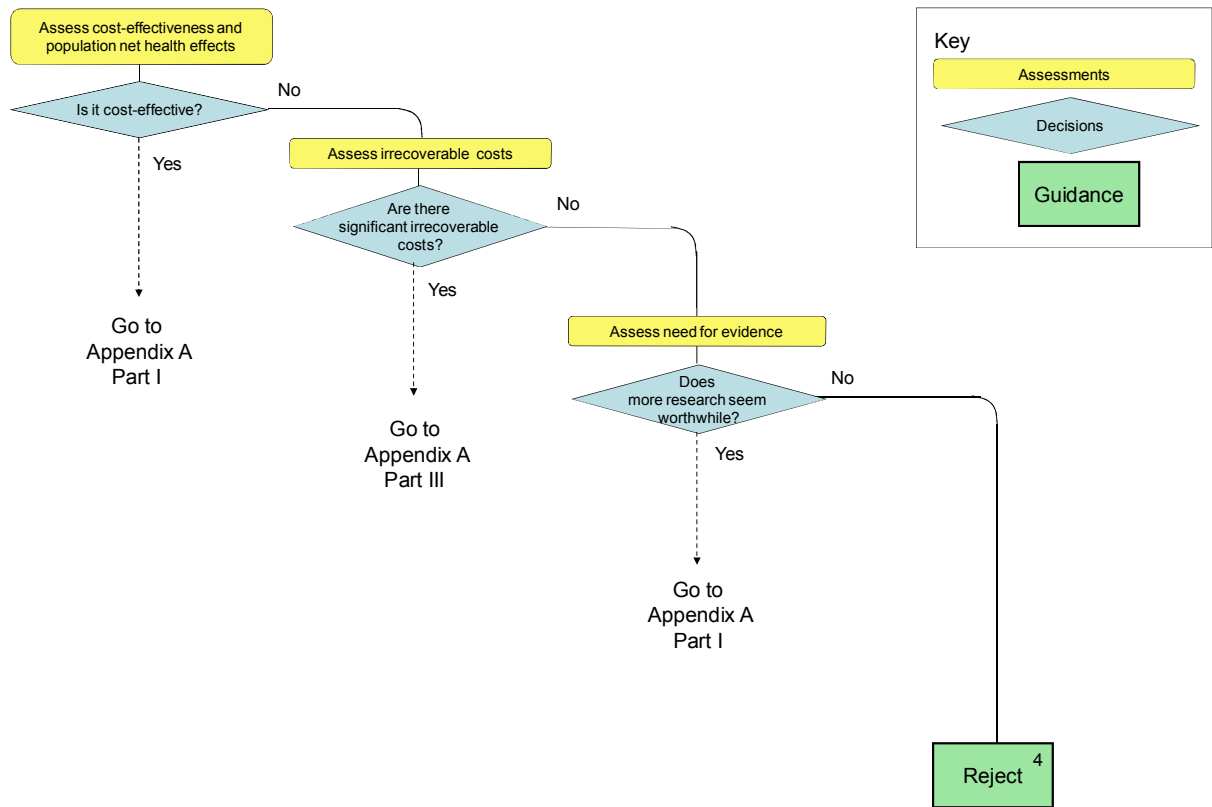 Assess cost-effectiveness and
population net health effects
Is it cost-effective?
No
Yes
Go to
Appendix A
Part I
Assess irrecoverable costs
Are there
significant irrecoverable
costs?
No
Yes
Go to
Appendix A
Part III
Assess need for evidence
Does
more research seem
worthwhile?
No
Yes
Go to
Appendix A
Part I
Reject 4
Key
Assessments
Decisions
Guidance